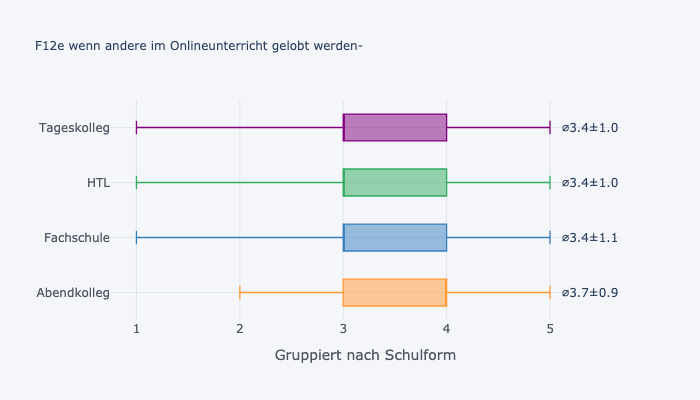 F12e wenn andere im Onlineunterricht gelobt werden-
Tageskolleg
⌀3.4±1.0
HTL
⌀3.4±1.0
Fachschule
⌀3.4±1.1
Abendkolleg
⌀3.7±0.9
1 2 3 4 5
Gruppiert nach Schulform